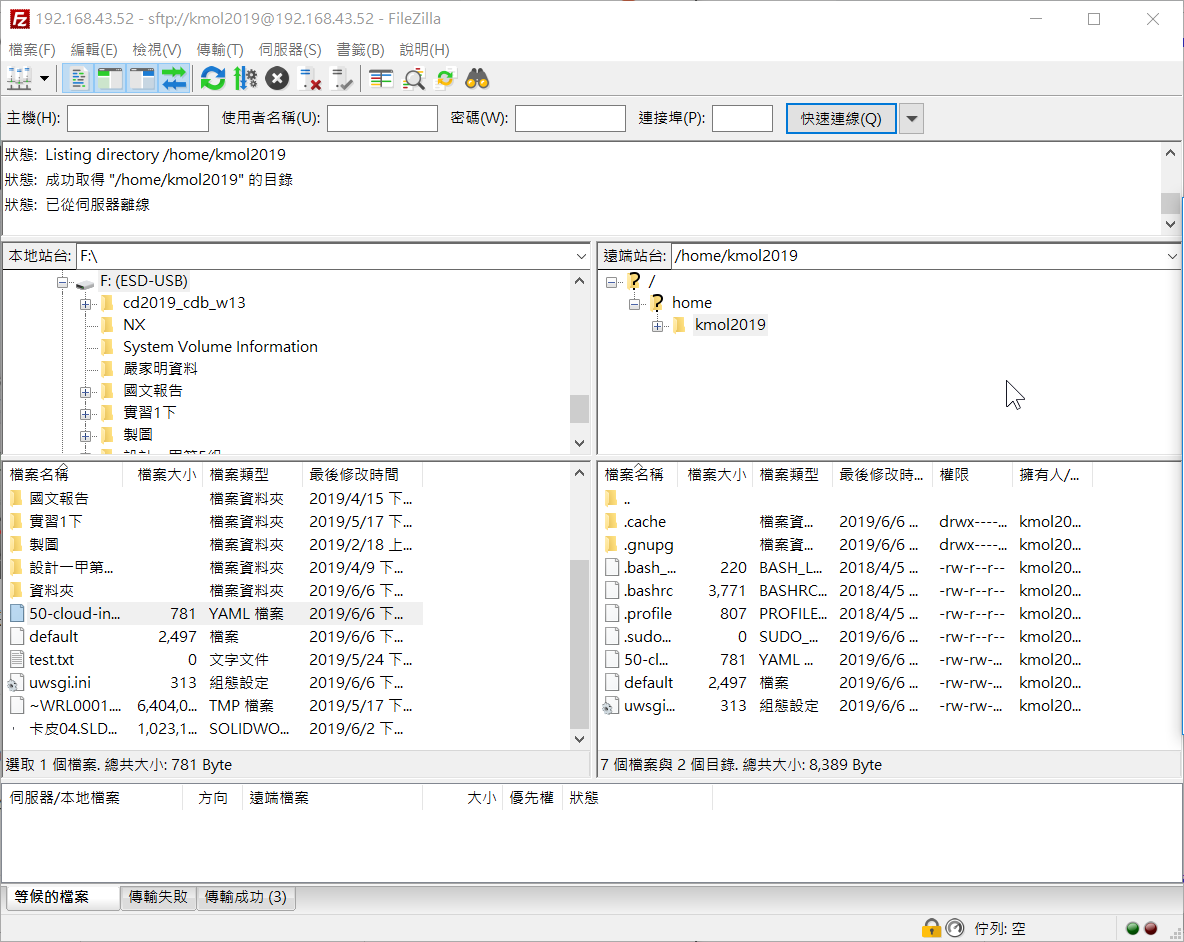 192.168.43.52 - sftp://kmol2019@192.168.43.52 - FileZilla
檔案(F) 編輯(E) 檢視(V) 傳輸(T) 伺服器(S) 書籤(B) 說明(H)
主機(H): 使用者名稱(U): 密碼(W): 連接埠(P): 快速連線(Q)
狀態: Listing directory /home/kmol2019
狀態: 成功取得 "/home/kmol2019" 的目錄
狀態: 已從伺服器離線
本地站台: F:\
F: (ESD-USB)
cd2019_cdb_w13
NX
System Volume Information
嚴家明資料
國文報告
實習1下
製圖
遠端站台: /home/kmol2019
/
home
kmol2019
檔案名稱 檔案大小 檔案類型 最後修改時間
國文報告 檔案資料夾 2019/4/15 下...
實習1下 檔案資料夾 2019/5/17 下...
製圖 檔案資料夾 2019/2/18 上...
設計一甲第... 檔案資料夾 2019/4/9 下...
資料夾 檔案資料夾 2019/6/6 下...
50-cloud-in... 781 YAML 檔案 2019/6/6 下...
default 2,497 檔案 2019/6/6 下...
test.txt 0 文字文件 2019/5/24 下...
uwsgi.ini 313 組態設定 2019/6/6 下...
~WRL0001.... 6,404,0... TMP 檔案 2019/5/17 下...
卡皮04.SLD... 1,023,1... SOLIDWO... 2019/6/2 下...
選取 1 個檔案. 總共大小: 781 Byte
檔案名稱 檔案大小 檔案類型 最後修改時... 權限 擁有人/...
..
.cache 檔案資... 2019/6/6 ... drwx----... kmol20...
.gnupg 檔案資... 2019/6/6 ... drwx----... kmol20...
.bash_... 220 BASH_L... 2018/4/5 ... -rw-r--r-- kmol20...
.bashrc 3,771 BASHRC... 2018/4/5 ... -rw-r--r-- kmol20...
.profile 807 PROFILE... 2018/4/5 ... -rw-r--r-- kmol20...
.sudo... 0 SUDO_... 2019/6/6 ... -rw-r--r-- kmol20...
50-cl... 781 YAML ... 2019/6/6 ... -rw-rw-... kmol20...
default 2,497 檔案 2019/6/6 ... -rw-rw-... kmol20...
uwsgi... 313 組態設定 2019/6/6 ... -rw-rw-... kmol20...
7 個檔案與 2 個目錄. 總共大小: 8,389 Byte
伺服器/本地檔案 方向 遠端檔案 大小 優先權 狀態
等候的檔案 傳輸失敗 傳輸成功 (3)
佇列: 空